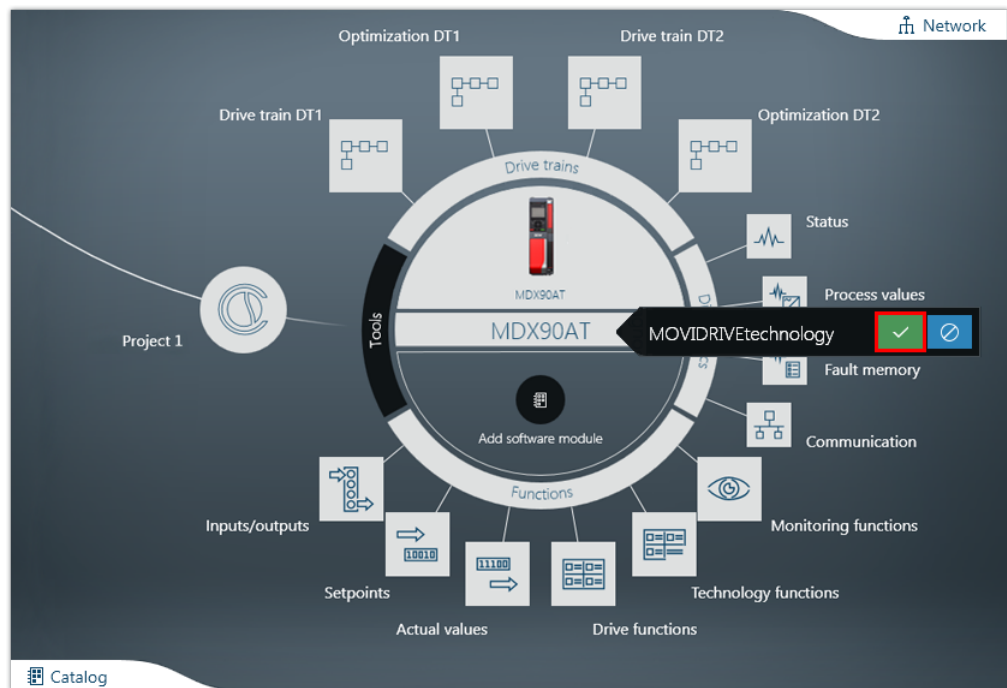 Network
Optimization DT1
Drive train DT2
Drive train DT1
Optimization DT2
Drive trains
Status
MDX90AT
Process values
Tools
MDX90AT
MOVIDRIVEtechnology
Project 1
Fault memory
Add software module
Communication
Functions
Inputs/outputs
Monitoring functions
10010
11100
Setpoints
Technology functions
Actual values
Drive functions
Catalog